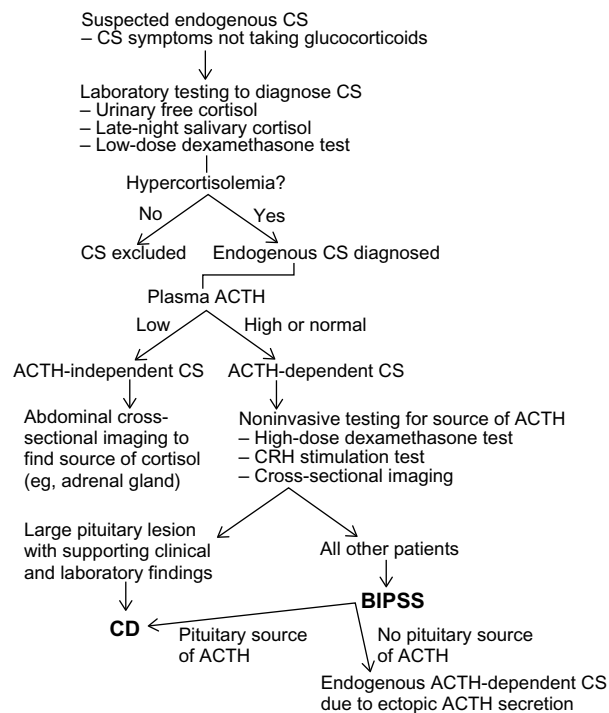 Suspected endogenous CS
– CS symptoms not taking glucocorticoids
Laboratory testing to diagnose CS
– Urinary free cortisol
– Late-night salivary cortisol
– Low-dose dexamethasone test
Hypercortisolemia?
No
Yes
CS excluded
Endogenous CS diagnosed
Plasma ACTH
Low
High or normal
ACTH-independent CS
ACTH-dependent CS
Abdominal cross-
sectional imaging to
find source of cortisol
(eg, adrenal gland)
Noninvasive testing for source of ACTH
– High-dose dexamethasone test
– CRH stimulation test
– Cross-sectional imaging
Large pituitary lesion
with supporting clinical
and laboratory findings
All other patients
BIPSS
CD
Pituitary source
of ACTH
No pituitary source
of ACTH
Endogenous ACTH-dependent CS
due to ectopic ACTH secretion